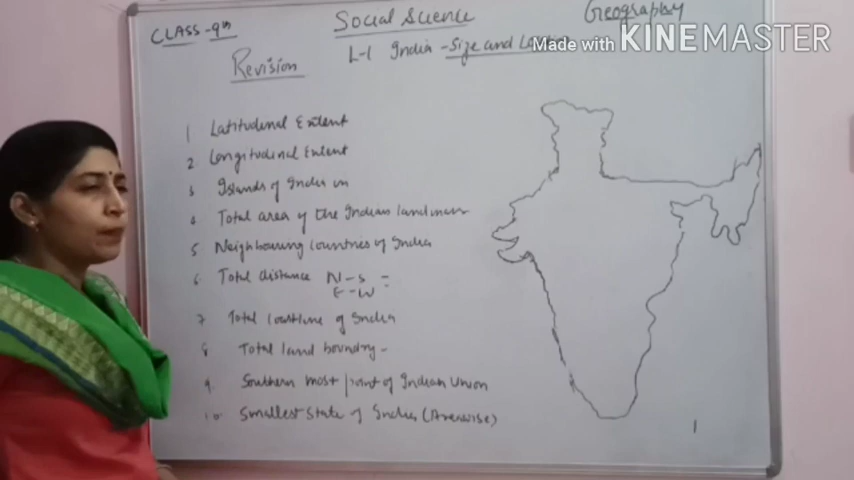 CLASS-9th
Social Science
Geography
Revision
L-1 India - Size and
Made with KINEMASTER
1 Latitudinal Extent
2. Longitudinal Extent
3 Islands of India
4 Total area of the Indian landmass
5 Neighbouring countries of India
6. Total distance N-S =
E-W
7 Total coastline of India
8 Total land boundry -
9. Southern most point of Indian Union
10. Smallest state of India (Areawise)